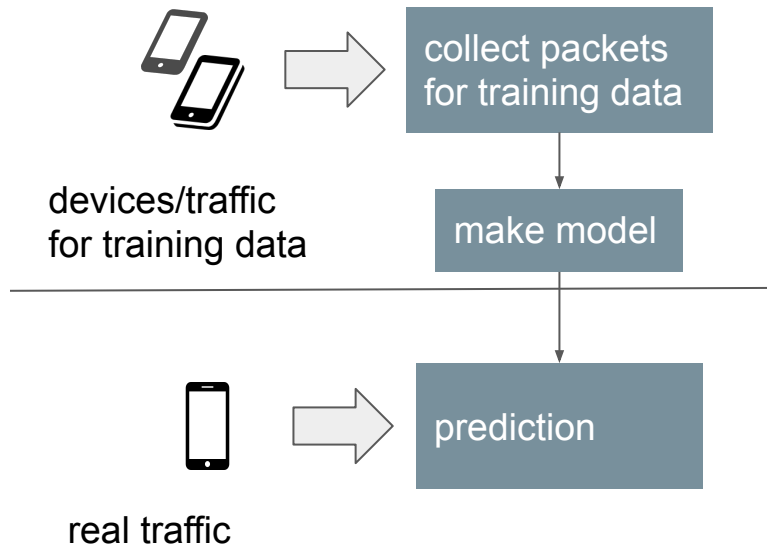 collect packets
for training data
devices/traffic
for training data
make model
prediction
real traffic